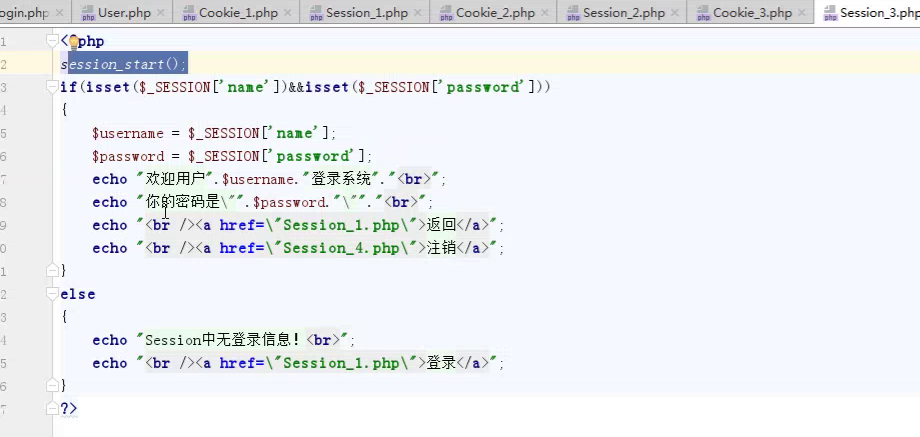 ogin.php × User.php × Cookie_1.php × Session_1.php × Cookie_2.php × Session_2.php × Cookie_3.php × Session_3.php
1 <?php
2 session_start();
3 if(isset($_SESSION['name'])&&isset($_SESSION['password']))
4 {
5 $username = $_SESSION['name'];
6 $password = $_SESSION['password'];
7 echo "欢迎用户".$username."登录系统"."<br>";
8 echo "你的密码是\"".$password."\""."<br>";
9 echo "<br /><a href=\"Session_1.php\">返回</a>";
0 echo "<br /><a href=\"Session_4.php\">注销</a>";
1 }
2 else
3 {
4 echo "Session中无登录信息！<br>";
5 echo "<br /><a href=\"Session_1.php\">登录</a>";
6 }
7 ?>